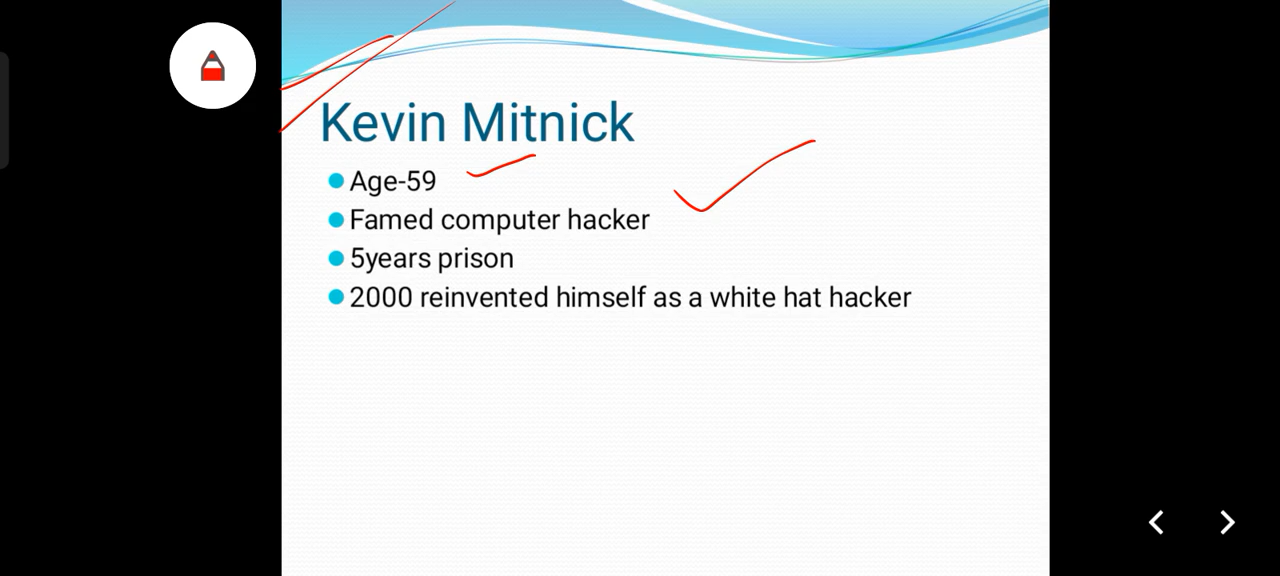 Kevin Mitnick
Age-59
Famed computer hacker
5years prison
2000 reinvented himself as a white hat hacker